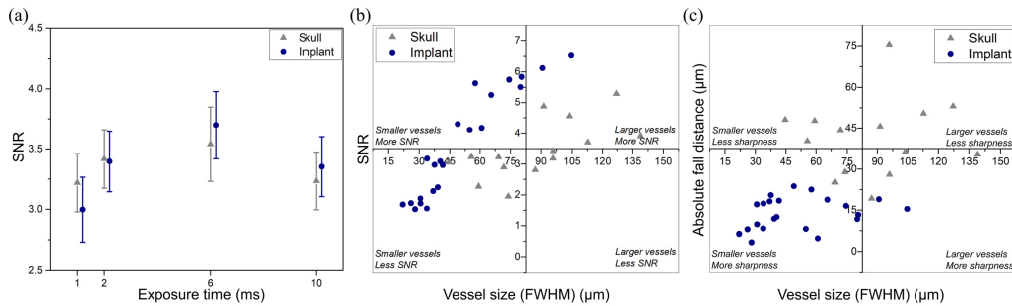 (a)
4.5
4.0
3.5
3.0
2.5
SNR
Skull
Implant
1 2 6 10
Exposure time (ms)
(b)
Skull
Implant
7
6
5
4
3
2
1
0
SNR
Smaller vessels
More SNR
Larger vessels
More SNR
Smaller vessels
Less SNR
Larger vessels
Less SNR
15 30 45 60 75 90 105 120 135 150
Vessel size (FWHM) (μm)
(c)
Skull
Implant
75
60
45
30
15
0
Absolute fall distance (μm)
Smaller vessels
Less sharpness
Larger vessels
Less sharpness
Smaller vessels
More sharpness
Larger vessels
More sharpness
15 30 45 60 75 90 105 120 135 150
Vessel size (FWHM) (μm)